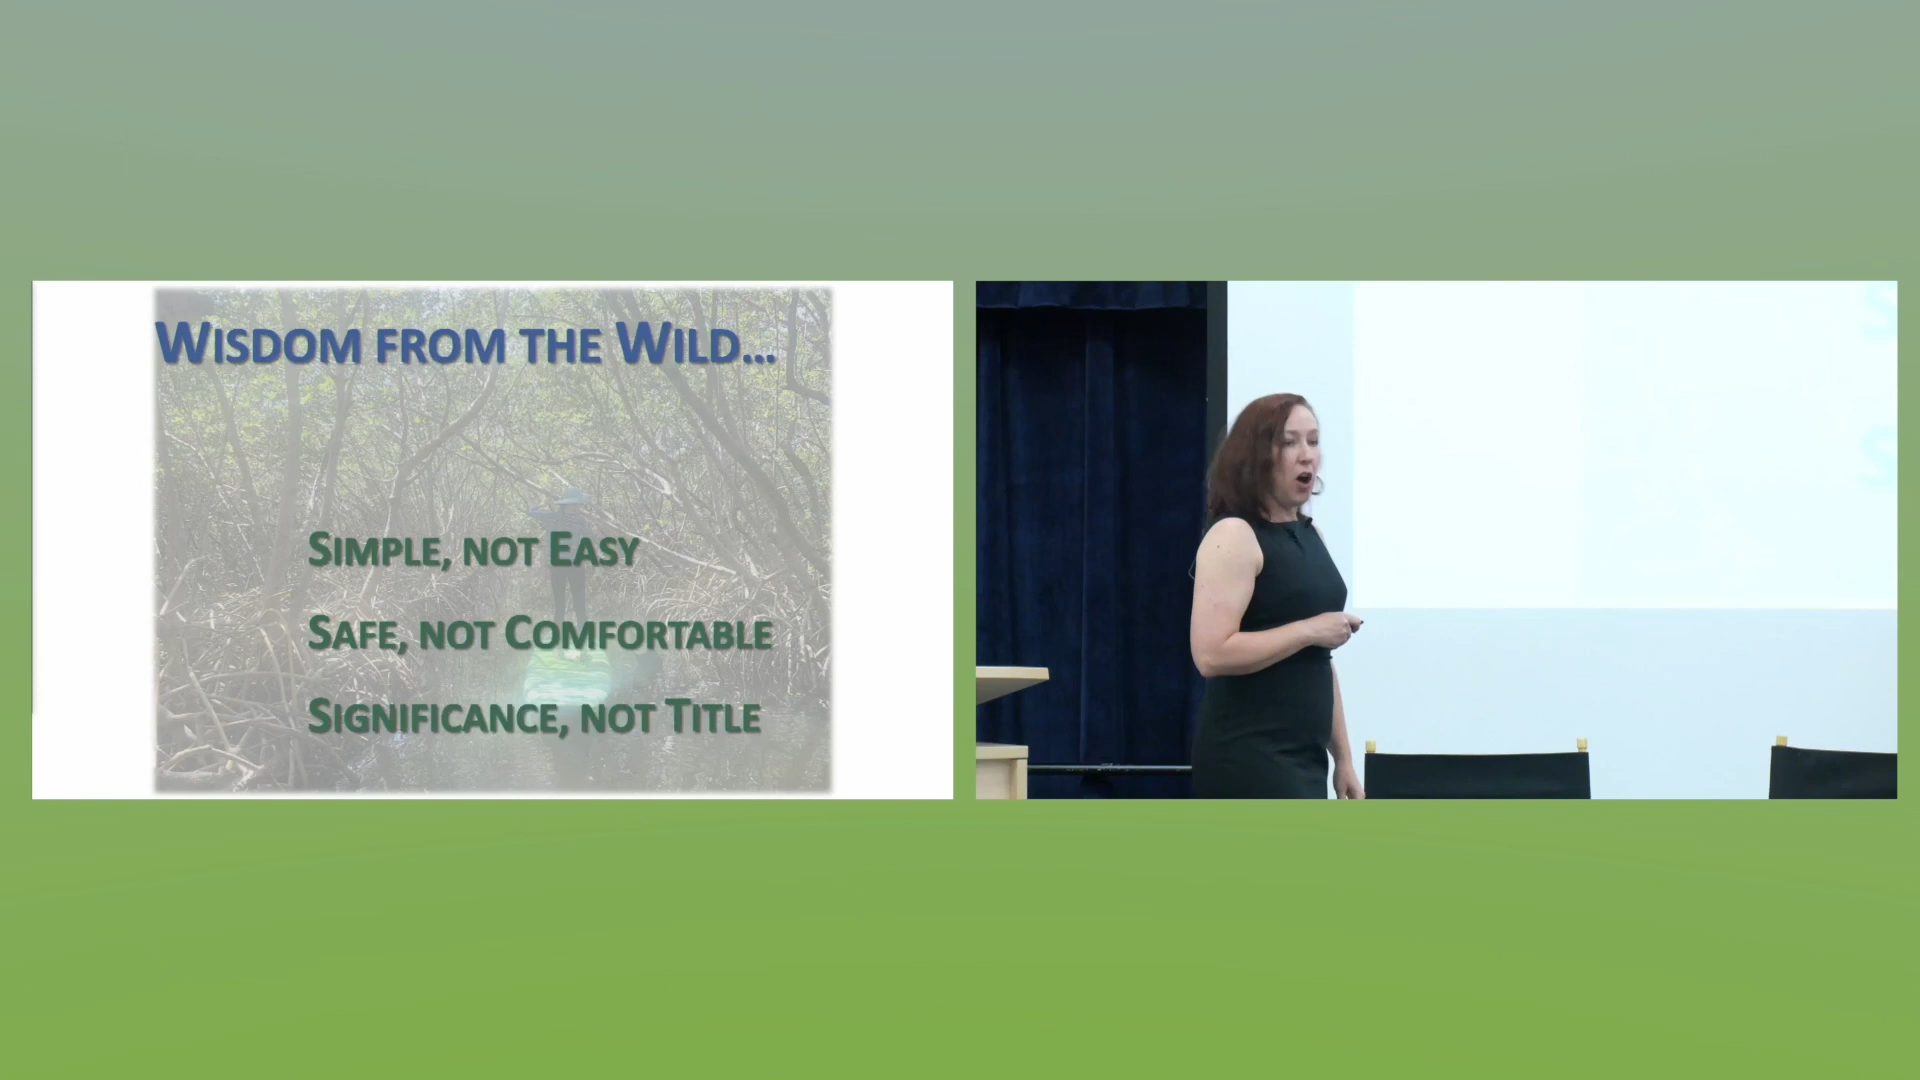 WISDOM FROM THE WILD...
SIMPLE, NOT EASY
SAFE, NOT COMFORTABLE
SIGNIFICANCE, NOT TITLE
S
S